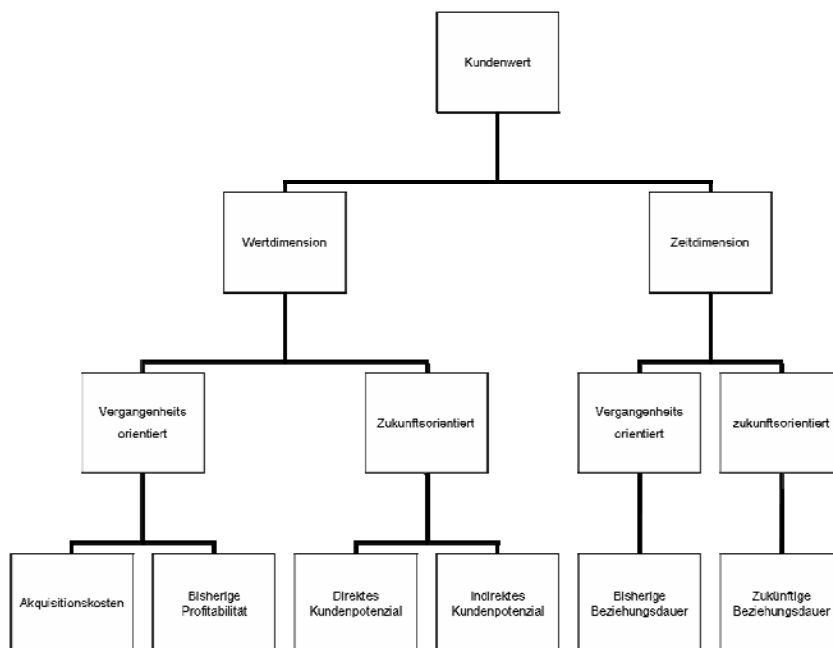 Kundenwert
Wertdimension
Zeitdimension
Vergangenheits
orientiert
Zukunftsorientiert
Vergangenheits
orientiert
zukunftsorientiert
Akquisitionskosten
Bisherige
Profitabilität
Direktes
Kundenpotenzial
Indirektes
Kundenpotenzial
Bisherige
Beziehungsdauer
Zukünftige
Beziehungsdauer